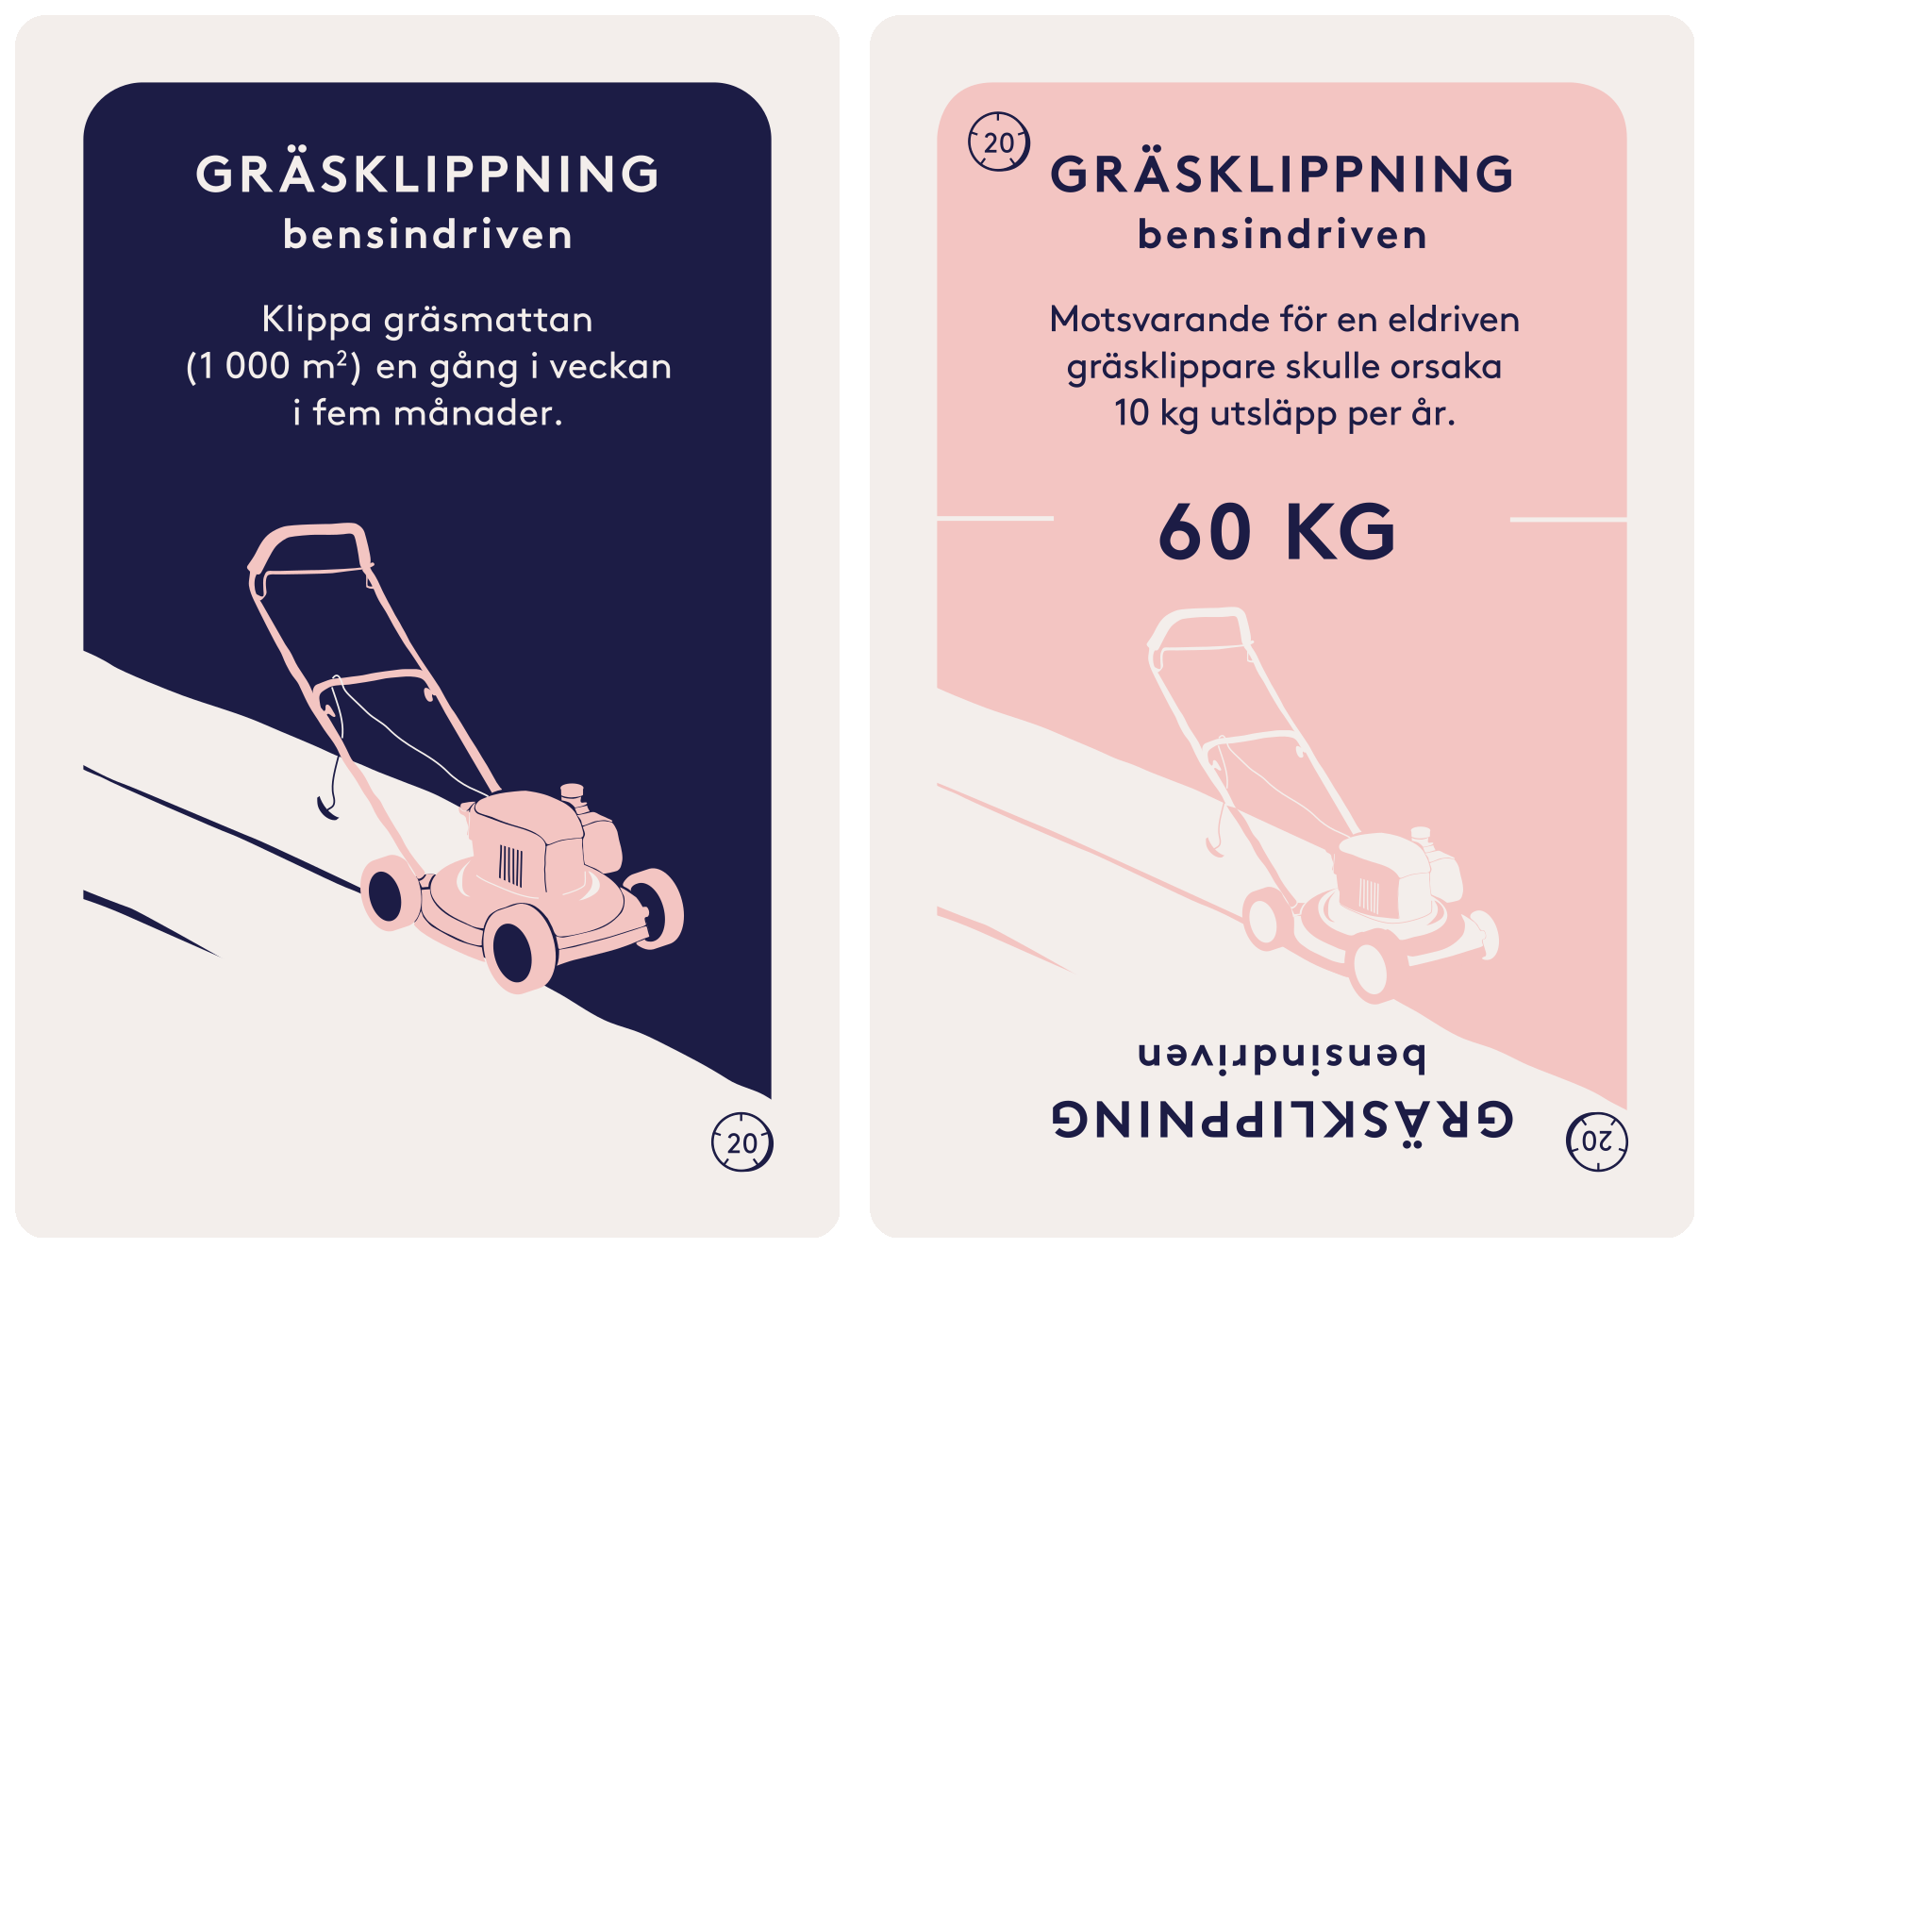 GRÄSKLIPPNING
bensindriven
Klippa gräsmattan
(1 000 m²) en gång i veckan
i fem månader.
20
20
GRÄSKLIPPNING
bensindriven
Motsvarande för en eldriven
gräsklippare skulle orsaka
10 kg utsläpp per år.
60 KG
GRÄSKLIPPNING
bensindriven
20